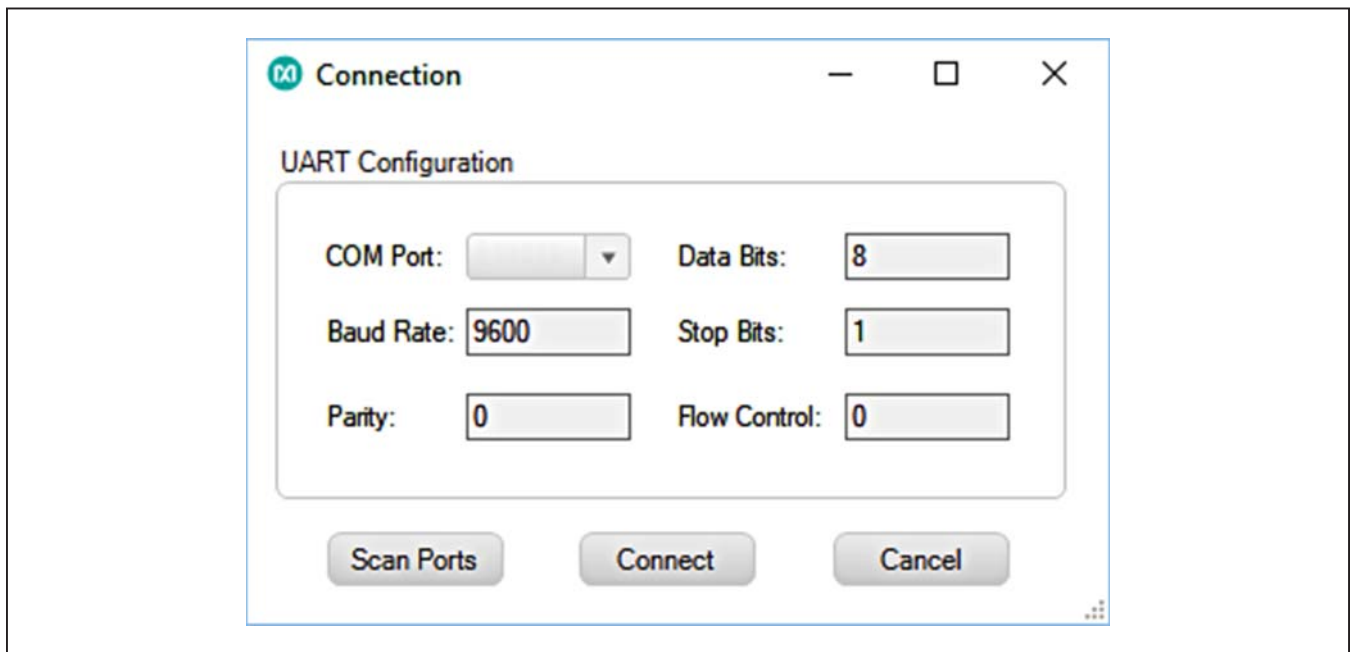 Connection
UART Configuration
COM Port: Data Bits: 8
Baud Rate: 9600 Stop Bits: 1
Parity: 0 Flow Control: 0
Scan Ports Connect Cancel